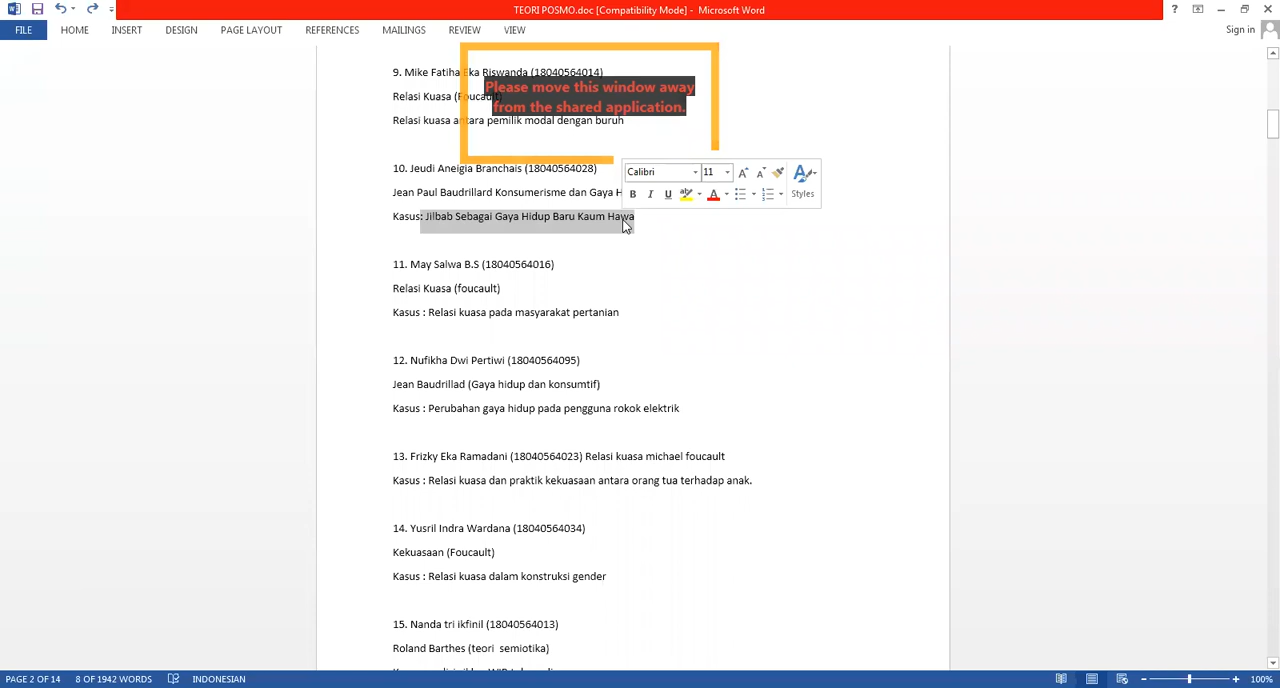 TEORI POSMO.doc [Compatibility Mode] - Microsoft Word
FILE HOME INSERT DESIGN PAGE LAYOUT REFERENCES MAILINGS REVIEW VIEW Sign in
9. Mike Fatiha Eka Riswanda (18040564014)
Please move this window away
from the shared application.
Relasi Kuasa (Foucault)
Relasi kuasa antara pemilik modal dengan buruh
10. Jeudi Aneigia Branchais (18040564028)
Calibri 11
Jean Paul Baudrillard Konsumerisme dan Gaya H
B I U Styles
Kasus: Jilbab Sebagai Gaya Hidup Baru Kaum Hawa
11. May Salwa B.S (18040564016)
Relasi Kuasa (foucault)
Kasus : Relasi kuasa pada masyarakat pertanian
12. Nufikha Dwi Pertiwi (18040564095)
Jean Baudrillad (Gaya hidup dan konsumtif)
Kasus : Perubahan gaya hidup pada pengguna rokok elektrik
13. Frizky Eka Ramadani (18040564023) Relasi kuasa michael foucault
Kasus : Relasi kuasa dan praktik kekuasaan antara orang tua terhadap anak.
14. Yusril Indra Wardana (18040564034)
Kekuasaan (Foucault)
Kasus : Relasi kuasa dalam konstruksi gender
15. Nanda tri ikfinil (18040564013)
Roland Barthes (teori semiotika)
PAGE 2 OF 14 8 OF 1942 WORDS INDONESIAN 100%